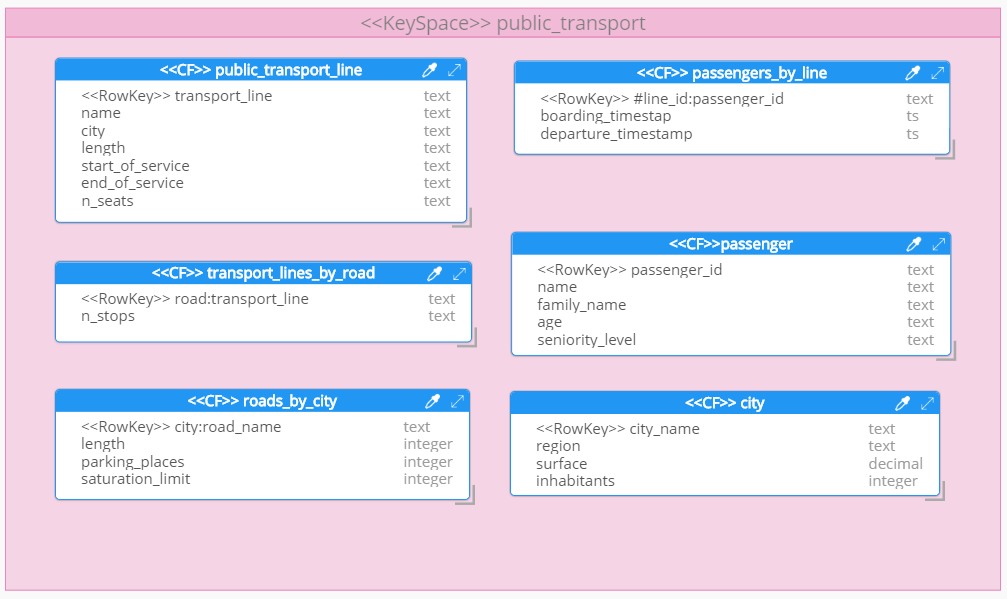 <<KeySpace>> public_transport
<<CF>> public_transport_line
<<RowKey>> transport_line text
name text
city text
length text
start_of_service text
end_of_service text
n_seats text
<<CF>> passengers_by_line
<<RowKey>> #line_id:passenger_id text
boarding_timestap ts
departure_timestamp ts
<<CF>> transport_lines_by_road
<<RowKey>> road:transport_line text
n_stops text
<<CF>>passenger
<<RowKey>> passenger_id text
name text
family_name text
age text
seniority_level text
<<CF>> roads_by_city
<<RowKey>> city:road_name text
length integer
parking_places integer
saturation_limit integer
<<CF>> city
<<RowKey>> city_name text
region text
surface decimal
inhabitants integer